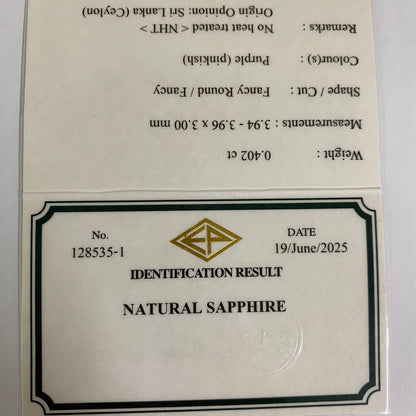 Weight : 0.402 ct
Measurements : 3.94 - 3.96 x 3.00 mm
Shape / Cut : Fancy Round / Fancy
Colour(s) : Purple (pinkish)
Remarks : No heat treated < NHT >
Origin Opinion: Sri Lanka (Ceylon)
EP
No.
128535-1
DATE
19/June/2025
IDENTIFICATION RESULT
NATURAL SAPPHIRE